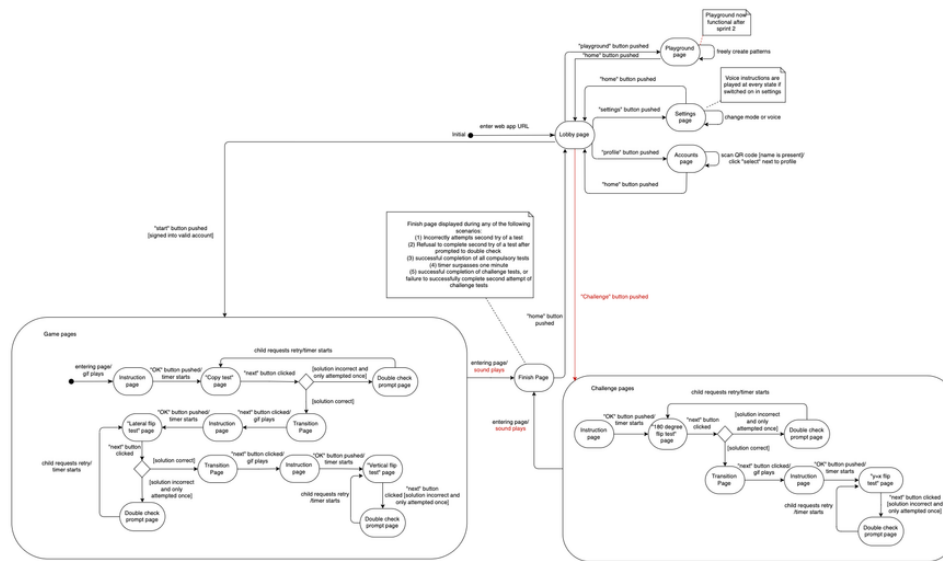 Playground now
functional after
sprint 2
"playground" button pushed
"home" button pushed
Playground
page
freely create patterns
Voice instructions are
played at every state if
switched on in settings
"home" button pushed
"settings" button pushed
Settings
page
change mode or voice
enter web app URL
Initial
Lobby page
"profile" button pushed
Accounts
page
scan QR code [name is present]/
click "select" next to profile
"home" button pushed
"start" button pushed
[signed into valid account]
Finish page displayed during any of the following
scenarios:
(1) Incorrectly attempts second try of a test
(2) Refusal to complete second try of a test after
prompted to double check
(3) successful completion of all compulsory tests
(4) timer surpasses one minute
(5) successful completion of challenge tests, or
failure to successfully complete second attempt of
challenge tests
"Challenge" button pushed
"home" button
pushed
Game pages
child requests retry/timer starts
entering page/
gif plays
Instruction
page
"OK" button pushed/
timer starts
"Copy test"
page
"next" button clicked
[solution incorrect and
only attempted once]
Double check
prompt page
[solution correct]
"Lateral flip
test" page
"OK" button pushed/
timer starts
Instruction
page
"next" button clicked/
gif plays
Transition
Page
"next" button
clicked
child requests retry/
timer starts
[solution correct]
Transition
Page
"next" button clicked/
gif plays
Instruction
page
"OK" button pushed/
timer starts
"Vertical flip
test" page
[solution incorrect
and only
attempted once]
Double check
prompt page
child requests retry
/timer starts
"next" button
clicked [solution incorrect and
only attempted once]
Double check
prompt page
entering page/
sound plays
Finish Page
entering page/
sound plays
Challenge pages
child requests retry/timer starts
Instruction
page
"OK" button pushed/
timer starts
"180 degree
flip test"
page
"next" button
clicked
[solution incorrect
and only
attempted once]
Double check
prompt page
[solution correct]
Transition
Page
"next" button clicked/
gif plays
Instruction
page
"OK" button pushed/
timer starts
"y=x flip
test" page
child requests retry
/timer starts
"next" button clicked
[solution incorrect and
only attempted once]
Double check
prompt page